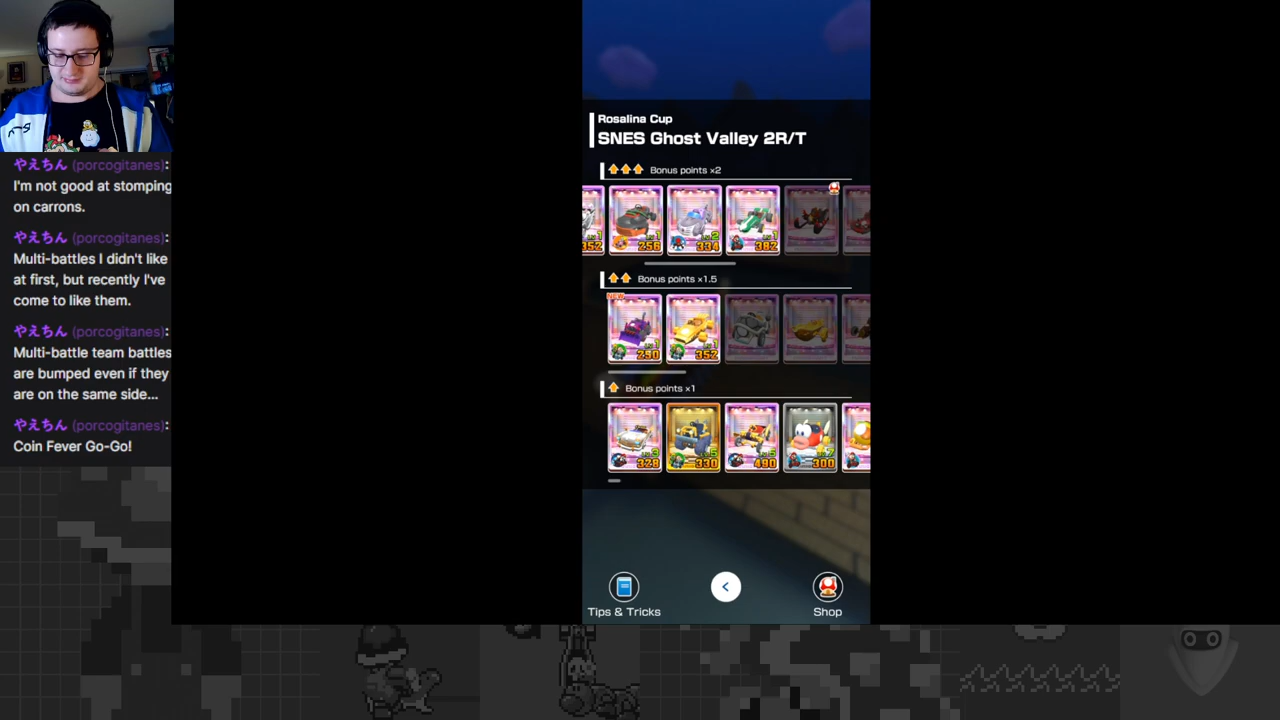 やえちん (porcogitanes):
I'm not good at stomping
on carrons.
やえちん (porcogitanes):
Multi-battles I didn't like
at first, but recently I've
come to like them.
やえちん (porcogitanes):
Multi-battle team battles
are bumped even if they
are on the same side...
やえちん (porcogitanes):
Coin Fever Go-Go!
Rosalina Cup
SNES Ghost Valley 2R/T
Bonus points ×2
352 256 334 382
Bonus points ×1.5
NEW
290 352
Bonus points ×1
328 330 490 300
Tips & Tricks
Shop